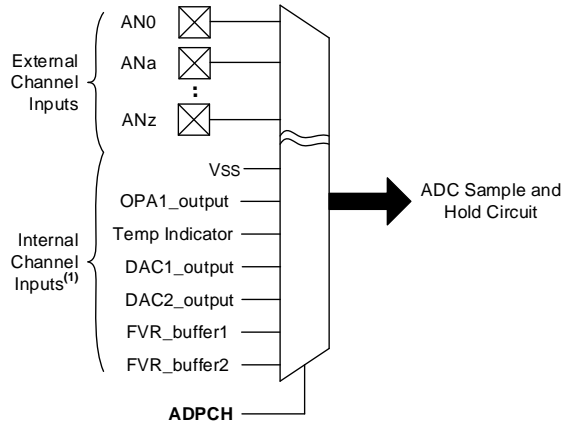 External
Channel
Inputs
AN0
ANa
:
ANz
Internal
Channel
Inputs(1)
VSS
OPA1_output
Temp Indicator
DAC1_output
DAC2_output
FVR_buffer1
FVR_buffer2
ADPCH
ADC Sample and
Hold Circuit